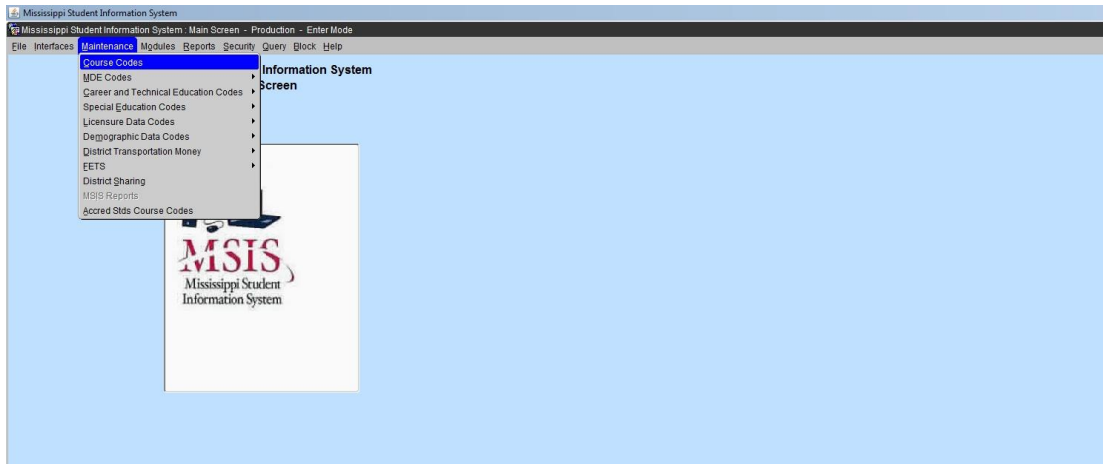 Mississippi Student Information System
Mississippi Student Information System : Main Screen - Production - Enter Mode
File Interfaces Maintenance Modules Reports Security Query Block Help
Course Codes
MDE Codes
Career and Technical Education Codes
Special Education Codes
Licensure Data Codes
Demographic Data Codes
District Transportation Money
FETS
District Sharing
MSIS Reports
Accred Stds Course Codes
Information System
Screen
MSIS
Mississippi Student
Information System